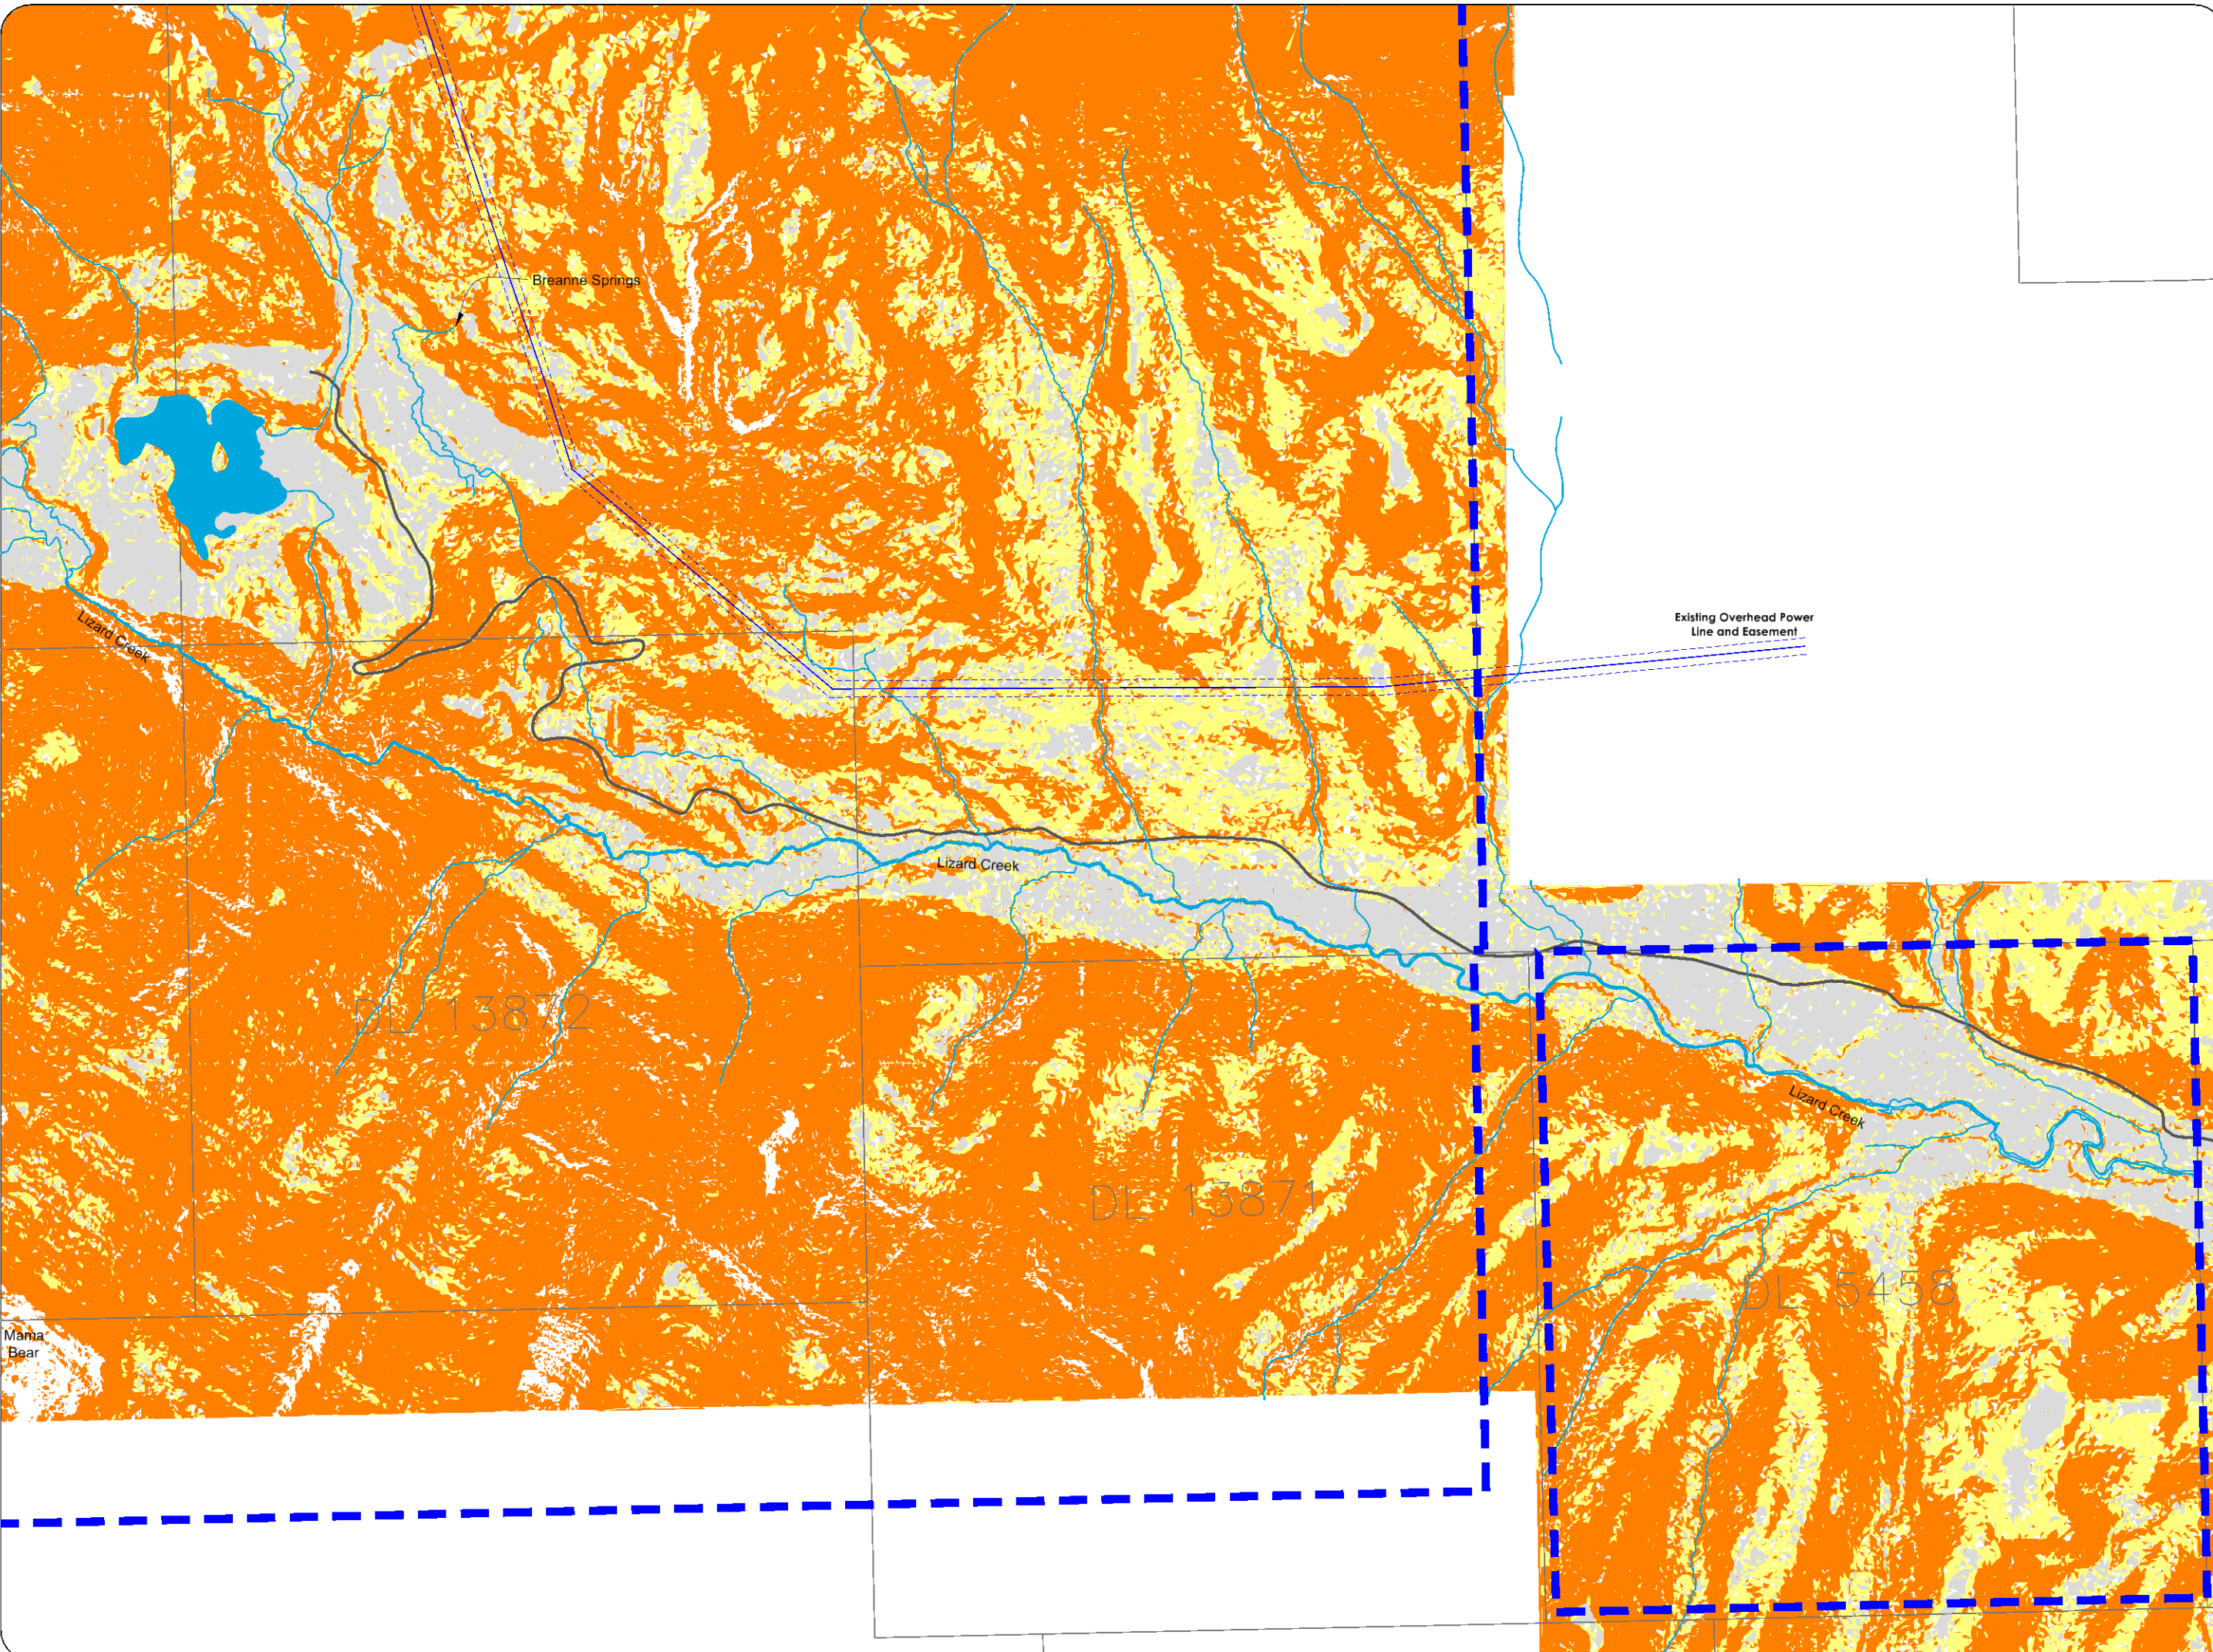 Breanne Springs
Existing Overhead Power
Line and Easement
Lizard Creek
Lizard Creek
DL 13872
Lizard Creek
DL 13871
DL 5458
Mama
Bear